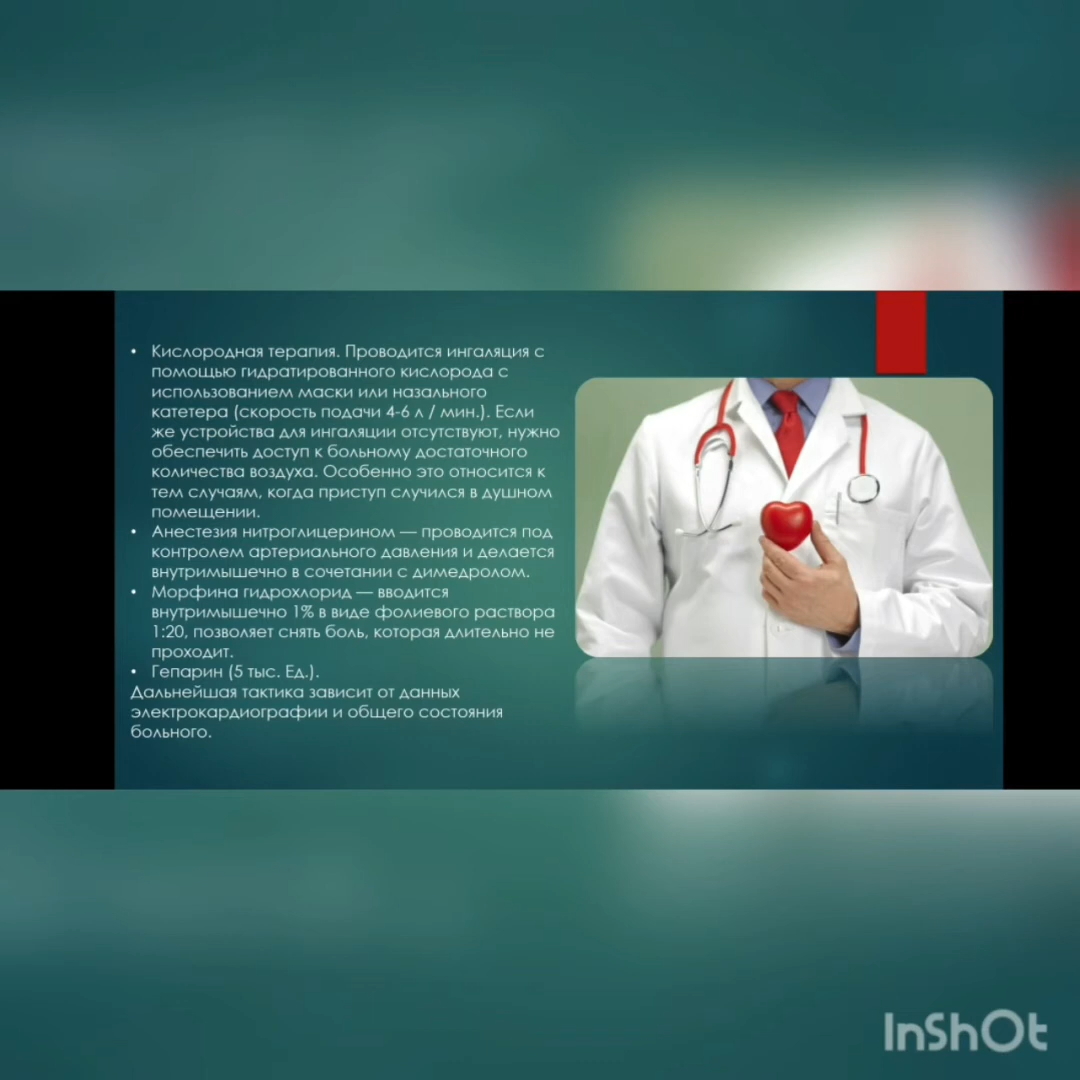 • Кислородная терапия. Проводится ингаляция с
помощью гидратированного кислорода с
использованием маски или назального
катетера (скорость подачи 4-6 л / мин.). Если
же устройства для ингаляции отсутствуют, нужно
обеспечить доступ к больному достаточного
количества воздуха. Особенно это относится к
тем случаям, когда приступ случился в душном
помещении.
• Анестезия нитроглицерином — проводится под
контролем артериального давления и делается
внутримышечно в сочетании с димедролом.
• Морфина гидрохлорид — вводится
внутримышечно 1% в виде фолиевого раствора
1:20, позволяет снять боль, которая длительно не
проходит.
• Гепарин (5 тыс. Ед.).
Дальнейшая тактика зависит от данных
электрокардиографии и общего состояния
больного.
InShOt